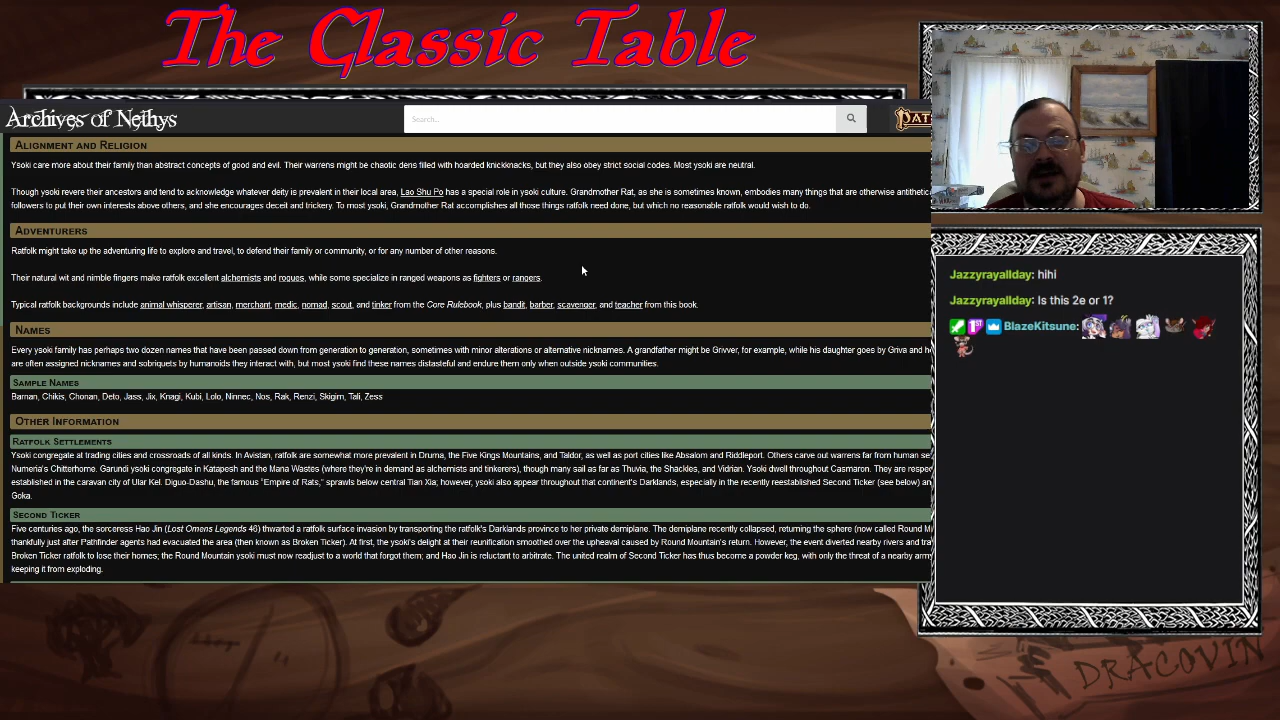 The Classic Table
Archives of Nethys
Search..
ALIGNMENT AND RELIGION
Ysoki care more about their family than abstract concepts of good and evil. Their warrens might be chaotic dens filled with hoarded knickknacks, but they also obey strict social codes. Most ysoki are neutral.
Though ysoki revere their ancestors and tend to acknowledge whatever deity is prevalent in their local area, Lao Shu Po has a special role in ysoki culture. Grandmother Rat, as she is sometimes known, embodies many things that are otherwise
followers to put their own interests above others, and she encourages deceit and trickery. To most ysoki, Grandmother Rat accomplishes all those things ratfolk need done, but which no reasonable ratfolk would wish to do.
ADVENTURERS
Ratfolk might take up the adventuring life to explore and travel, to defend their family or community, or for any number of other reasons.
Their natural wit and nimble fingers make ratfolk excellent alchemists and rogues, while some specialize in ranged weapons as fighters or rangers.
Typical ratfolk backgrounds include animal whisperer, artisan, merchant, medic, nomad, scout, and tinker from the Core Rulebook, plus bandit, barber, scavenger, and teacher from this book.
NAMES
Every ysoki family has perhaps two dozen names that have been passed down from generation to generation, sometimes with minor alterations or alternative nicknames. A grandfather might be Grivver, for example, while his daughter goes by Griva and
are often assigned nicknames and sobriquets by humanoids they interact with, but most ysoki find these names distasteful and endure them only when outside ysoki communities.
SAMPLE NAMES
Barnan, Chikis, Chonan, Deto, Jass, Jix, Knagi, Kubi, Lolo, Ninnec, Nos, Rak, Renzi, Skigim, Tali, Zess
OTHER INFORMATION
RATFOLK SETTLEMENTS
Ysoki congregate at trading cities and crossroads of all kinds. In Avistan, ratfolk are somewhat more prevalent in Druma, the Five Kings Mountains, and Taldor, as well as port cities like Absalom and Riddleport. Others carve out warrens far from human
Numeria's Chitterhome. Garundi ysoki congregate in Katapesh and the Mana Wastes (where they're in demand as alchemists and tinkerers), though many sail as far as Thuvia, the Shackles, and Vidrian. Ysoki dwell throughout Casmaron. They are
established in the caravan city of Ular Kel. Diguo-Dashu, the famous "Empire of Rats," sprawls below central Tian Xia; however, ysoki also appear throughout that continent's Darklands, especially in the recently reestablished Second Ticker (see below)
Goka.
SECOND TICKER
Five centuries ago, the sorceress Hao Jin (Lost Omens Legends 46) thwarted a ratfolk surface invasion by transporting the ratfolk's Darklands province to her private demiplane. The demiplane recently collapsed, returning the sphere (now called Round
thankfully just after Pathfinder agents had evacuated the area (then known as Broken Ticker). At first, the ysoki's delight at their reunification smoothed over the upheaval caused by Round Mountain's return. However, the event diverted nearby rivers and
Broken Ticker ratfolk to lose their homes; the Round Mountain ysoki must now readjust to a world that forgot them; and Hao Jin is reluctant to arbitrate. The united realm of Second Ticker has thus become a powder keg, with only the threat of a nearby
keeping it from exploding.
Jazzyrayallday: hihi
Jazzyrayallday: Is this 2e or 1?
1ST BlazeKitsune:
DRACOVIN